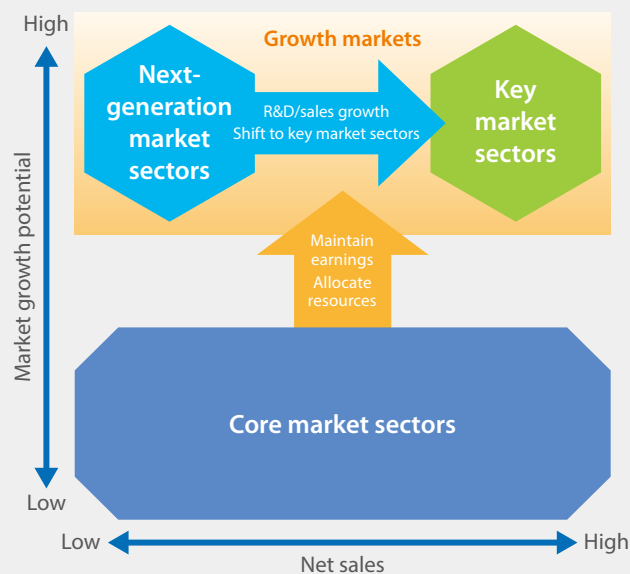 High
Growth markets
Next-
generation
market
sectors
R&D/sales growth
Shift to key market sectors
Key
market
sectors
Market growth potential
Maintain
earnings
Allocate
resources
Core market sectors
Low
Low
High
Net sales